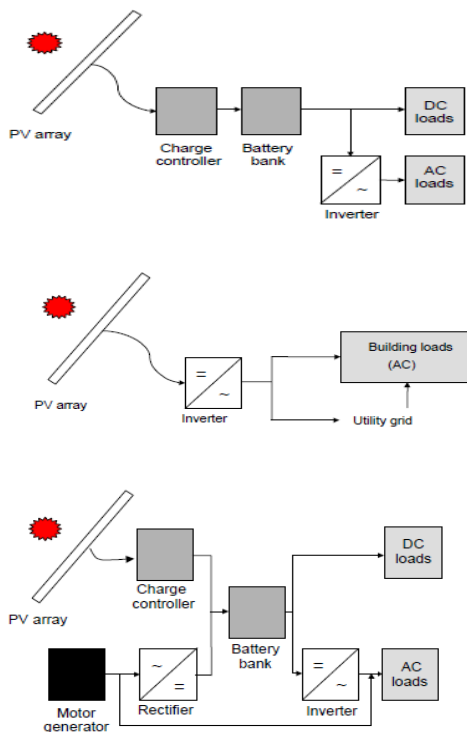 PV array
Charge
controller
Battery
bank
DC
loads
=
~
Inverter
AC
loads
PV array
=
~
Inverter
Building loads
(AC)
Utility grid
PV array
Charge
controller
Battery
bank
DC
loads
Motor
generator
~
=
Rectifier
=
~
Inverter
AC
loads